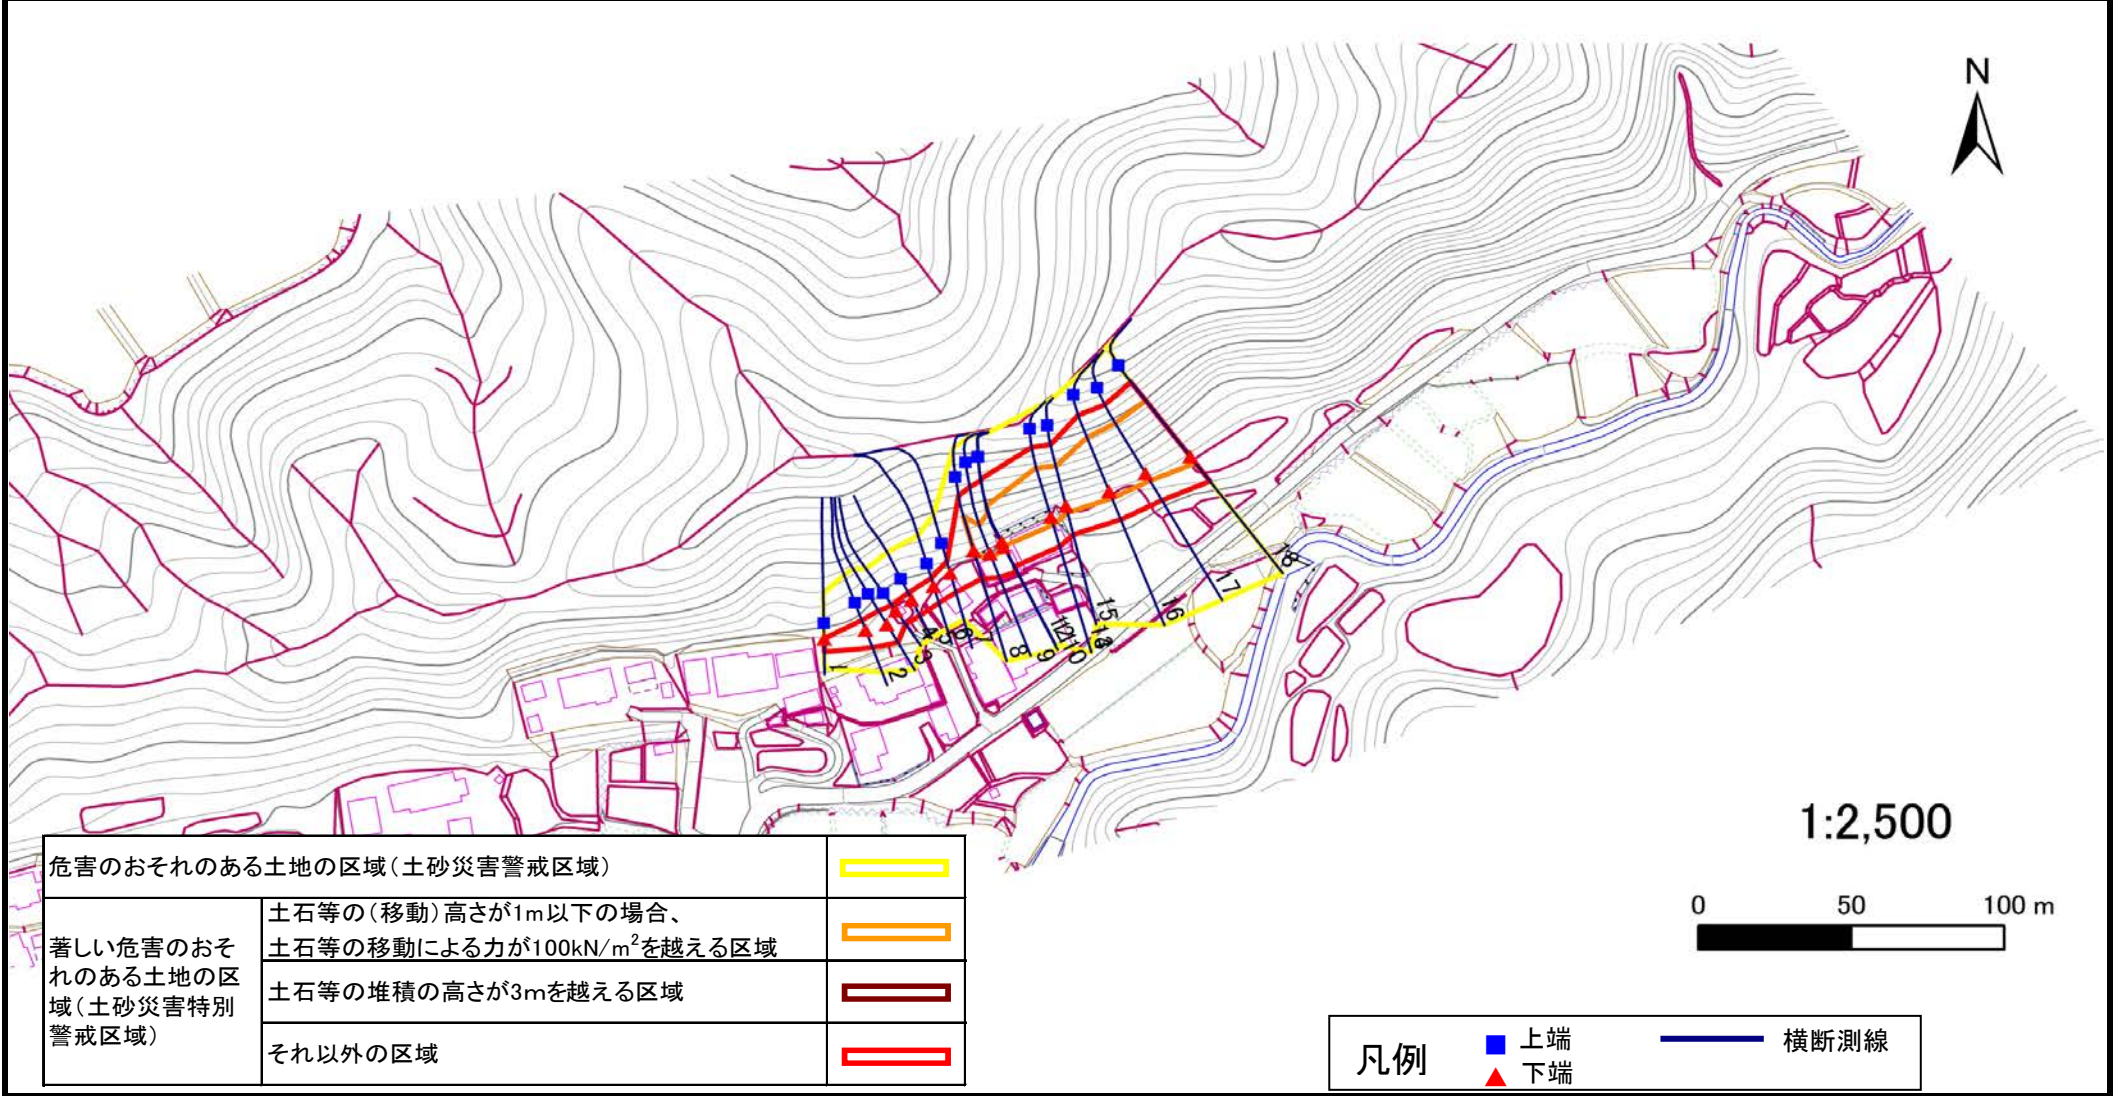 N
1
2
3
4
5
6
7
8
9
10
12
15
16
17
18
1:2,500
0 50 100 m
危害のおそれのある土地の区域(土砂災害警戒区域)
著しい危害のおそ
れのある土地の区
域(土砂災害特別
警戒区域)
土石等の(移動)高さが1m以下の場合、
土石等の移動による力が100kN/m²を越える区域
土石等の堆積の高さが3mを越える区域
それ以外の区域
凡例
上端
下端
横断測線